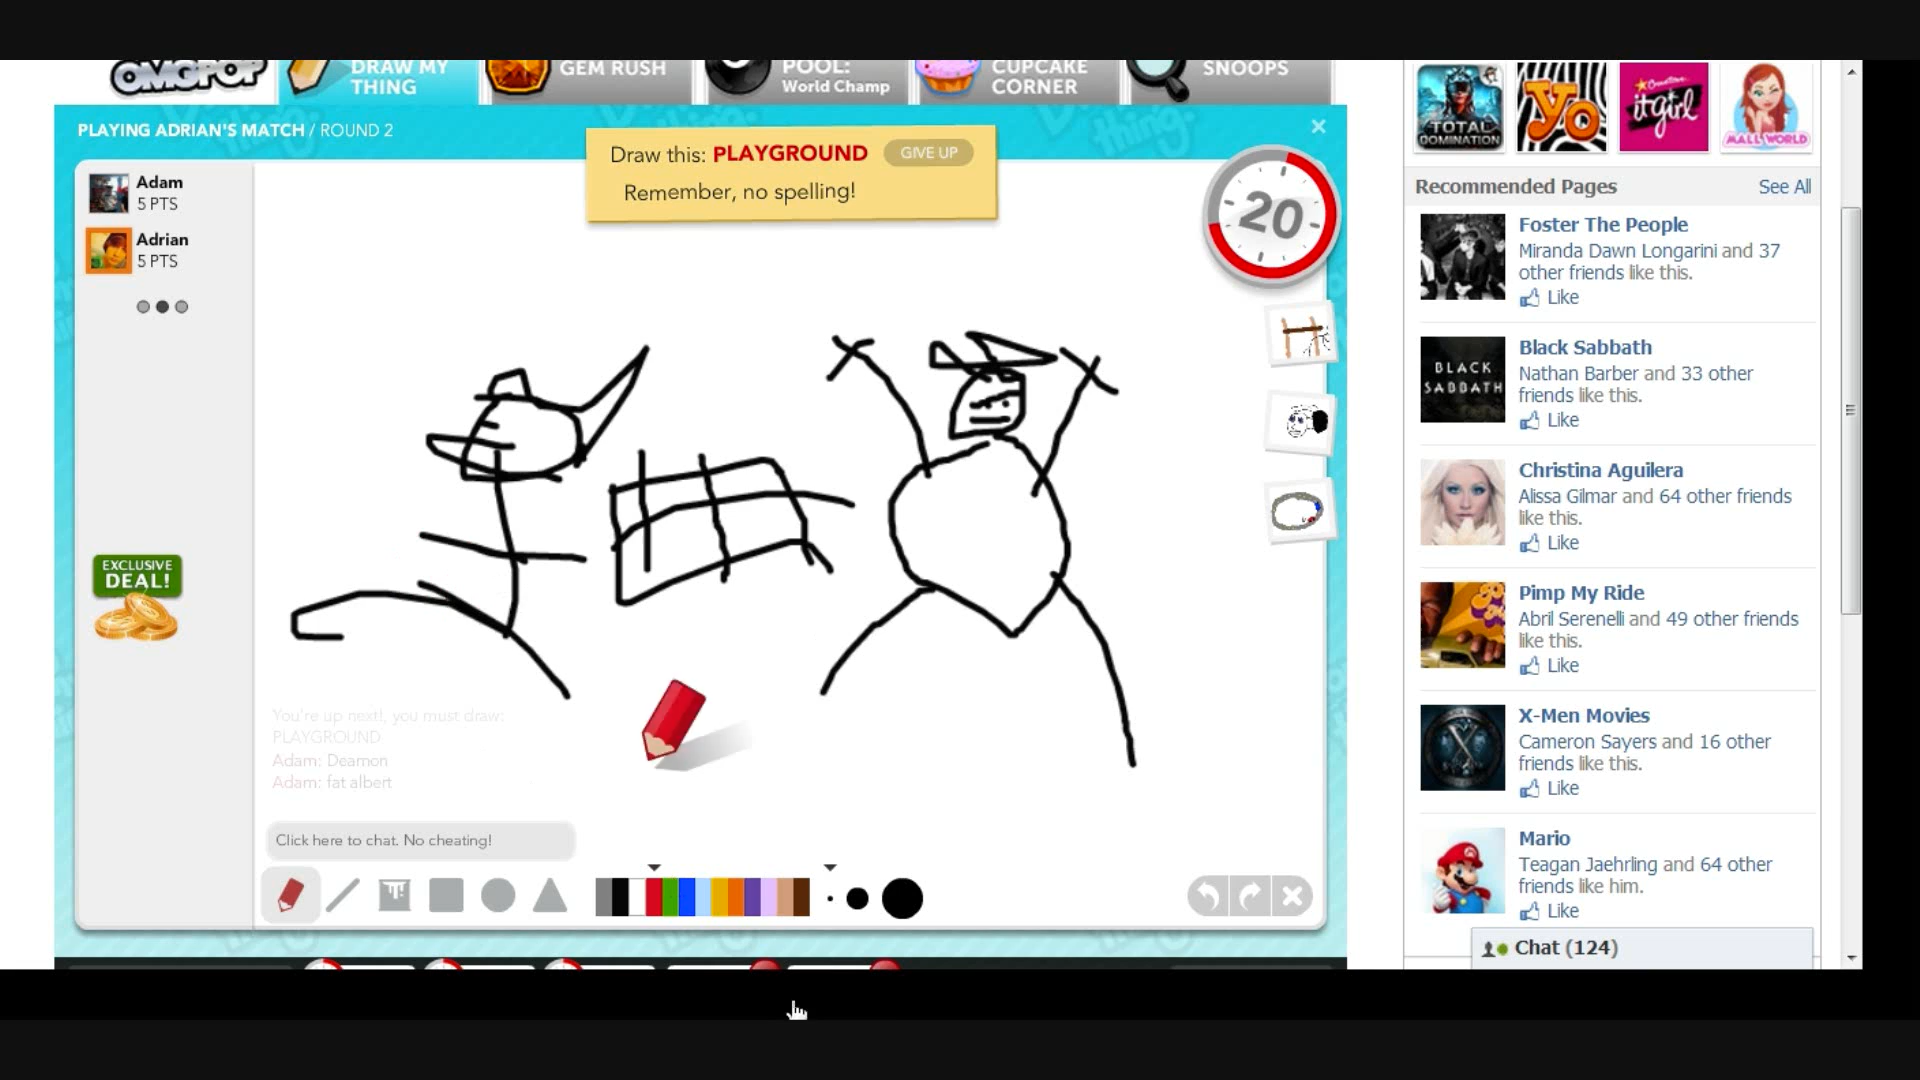 OMGPOP
DRAW MY
THING
GEM RUSH
POOL:
World Champ
CUPCAKE
CORNER
SNOOPS
PLAYING ADRIAN'S MATCH / ROUND 2
Draw this: PLAYGROUND
GIVE UP
Remember, no spelling!
20
Adam
5 PTS
Adrian
5 PTS
EXCLUSIVE
DEAL!
You're up next!, you must draw:
PLAYGROUND
Adam: Deamon
Adam: fat albert
Click here to chat. No cheating!
TOTAL
DOMINATION
Yo
it girl
MALL WORLD
Recommended Pages
See All
Foster The People
Miranda Dawn Longarini and 37
other friends like this.
Like
Black Sabbath
BLACK
SABBATH
Nathan Barber and 33 other
friends like this.
Like
Christina Aguilera
Alissa Gilmar and 64 other friends
like this.
Like
Pimp My Ride
Abril Serenelli and 49 other friends
like this.
Like
X-Men Movies
Cameron Sayers and 16 other
friends like this.
Like
Mario
Teagan Jaehrling and 64 other
friends like him.
Like
Chat (124)